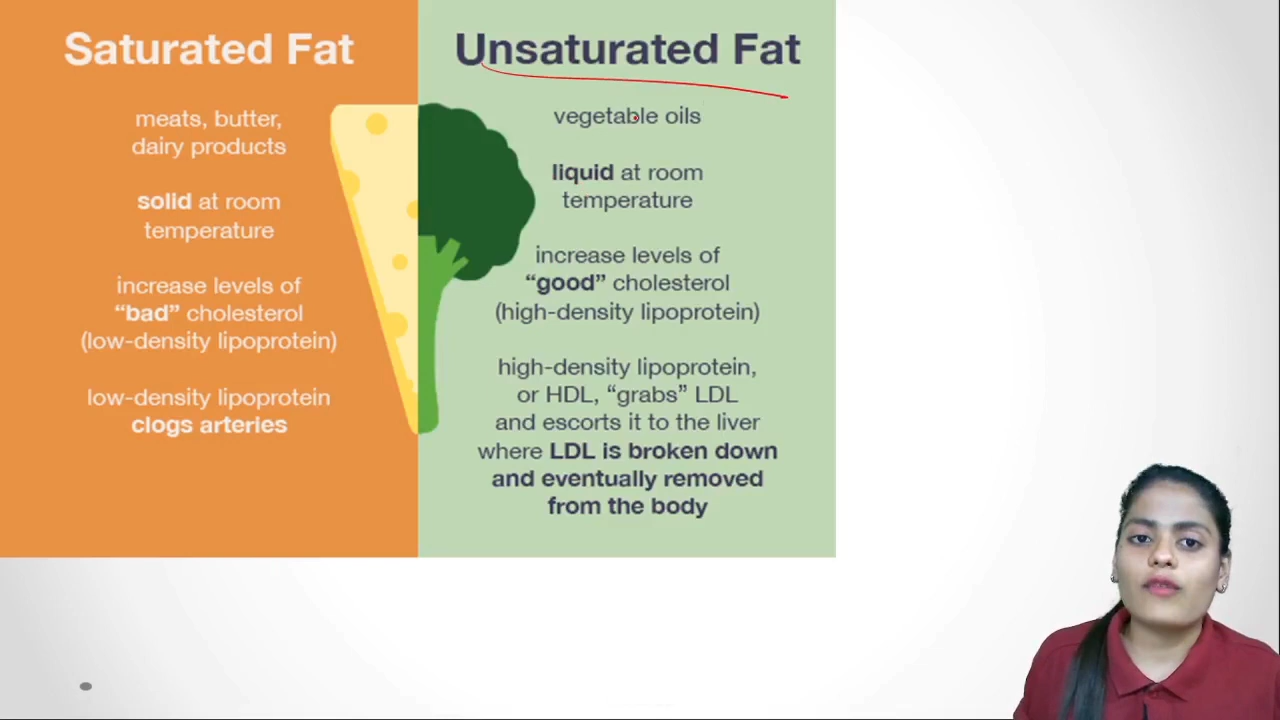 Saturated Fat
meats, butter,
dairy products
solid at room
temperature
increase levels of
“bad” cholesterol
(low-density lipoprotein)
low-density lipoprotein
clogs arteries
Unsaturated Fat
vegetable oils
liquid at room
temperature
increase levels of
“good” cholesterol
(high-density lipoprotein)
high-density lipoprotein,
or HDL, “grabs” LDL
and escorts it to the liver
where LDL is broken down
and eventually removed
from the body